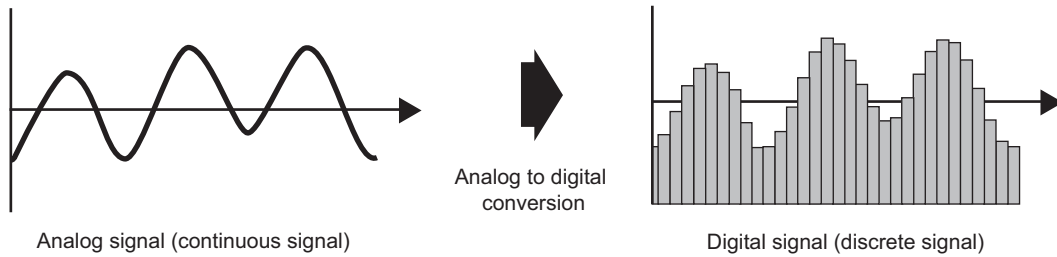 Analog to digital
conversion
Analog signal (continuous signal)
Digital signal (discrete signal)